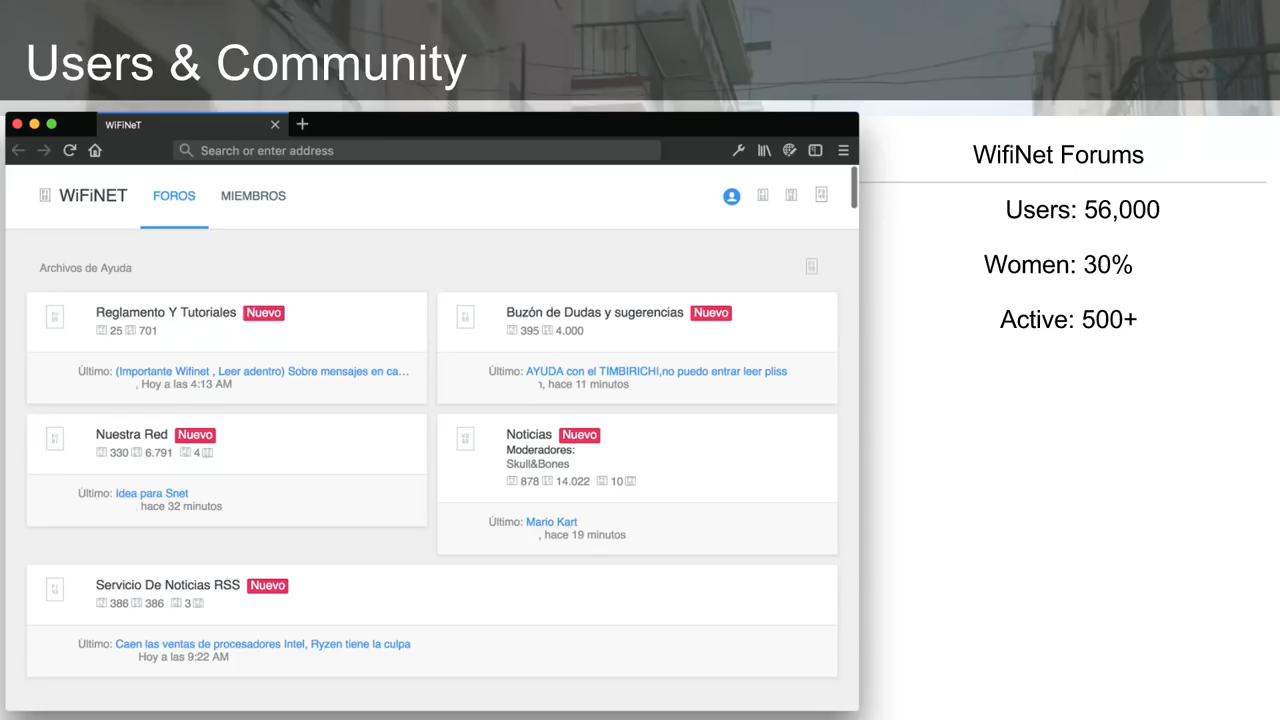 Users & Community
WiFiNeT
Search or enter address
WiFiNET FOROS MIEMBROS
Archivos de Ayuda
Reglamento Y Tutoriales Nuevo
25 701
Último: (Importante Wifinet , Leer adentro) Sobre mensajes en ca...
, Hoy a las 4:13 AM
Buzón de Dudas y sugerencias Nuevo
395 4.000
Último: AYUDA con el TIMBIRICHI,no puedo entrar leer pliss
, hace 11 minutos
Nuestra Red Nuevo
330 6.791 4
Último: Idea para Snet
, hace 32 minutos
Noticias Nuevo
Moderadores:
Skull&Bones
878 14.022 10
Último: Mario Kart
, hace 19 minutos
Servicio De Noticias RSS Nuevo
386 386 3
Último: Caen las ventas de procesadores Intel, Ryzen tiene la culpa
Hoy a las 9:22 AM
WifiNet Forums
Users: 56,000
Women: 30%
Active: 500+